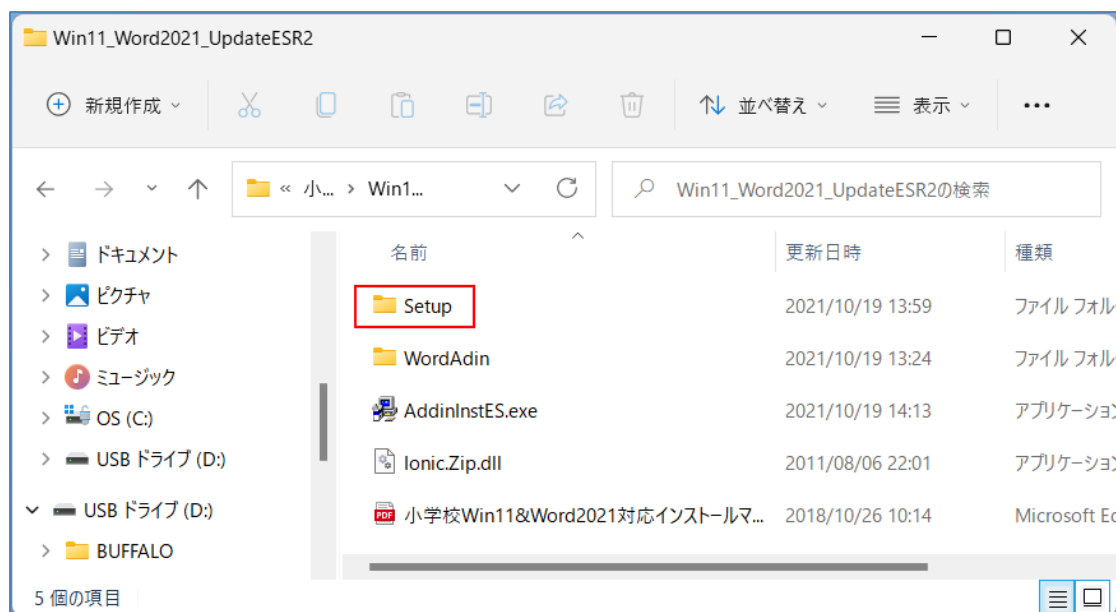 Win11_Word2021_UpdateESR2
新規作成 並べ替え 表示
« 小... › Win1... Win11_Word2021_UpdateESR2の検索
名前 更新日時 種類
ドキュメント
ピクチャ
ビデオ
ミュージック
OS (C:)
USB ドライブ (D:)
USB ドライブ (D:)
BUFFALO
Setup 2021/10/19 13:59 ファイル フォル
WordAdin 2021/10/19 13:24 ファイル フォル
AddinInstES.exe 2021/10/19 14:13 アプリケーショ
Ionic.Zip.dll 2011/08/06 22:01 アプリケーショ
PDF 小学校Win11&Word2021対応インストールマ... 2018/10/26 10:14 Microsoft Ed
5 個の項目